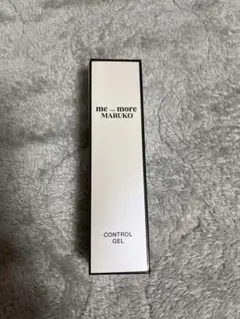 me _ more
MARUKO
CONTROL
GEL